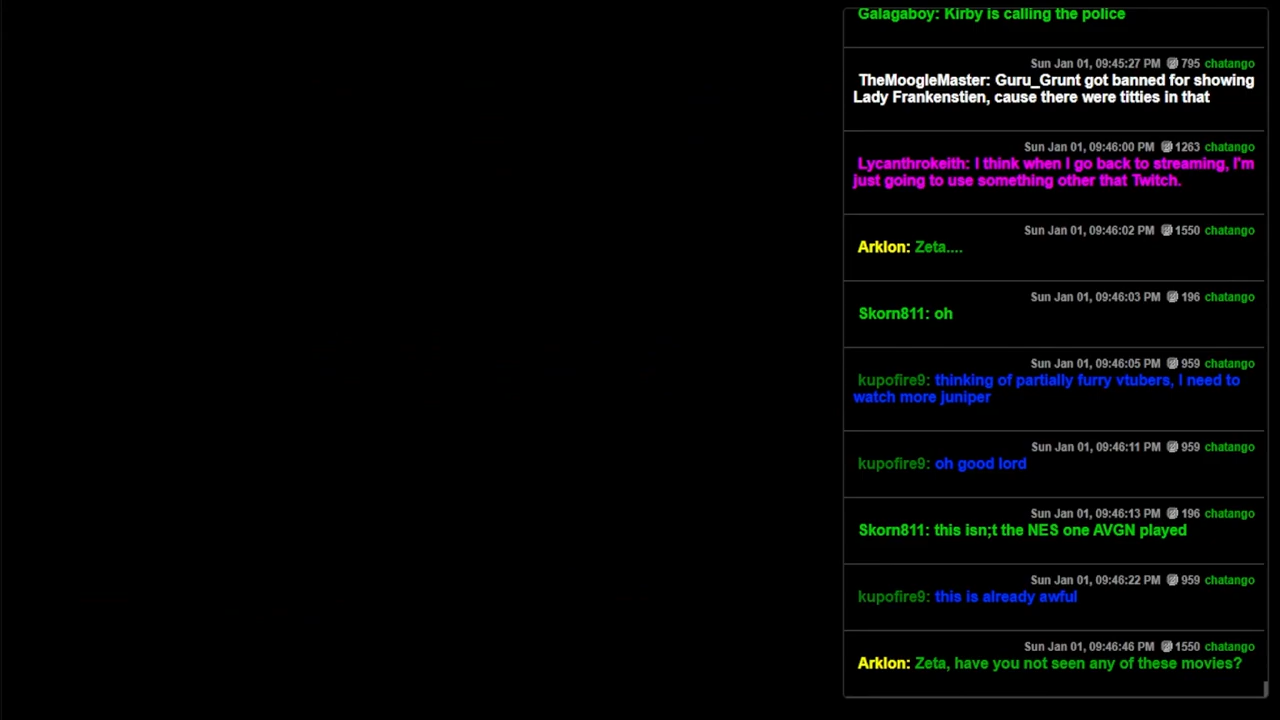 Galagaboy: Kirby is calling the police
Sun Jan 01, 09:45:27 PM 795 chatango
TheMoogleMaster: Guru_Grunt got banned for showing
Lady Frankenstien, cause there were titties in that
Sun Jan 01, 09:46:00 PM 1263 chatango
Lycanthrokeith: I think when I go back to streaming, I'm
just going to use something other that Twitch.
Sun Jan 01, 09:46:02 PM 1550 chatango
Arklon: Zeta....
Sun Jan 01, 09:46:03 PM 196 chatango
Skorn811: oh
Sun Jan 01, 09:46:05 PM 959 chatango
kupofire9: thinking of partially furry vtubers, I need to
watch more juniper
Sun Jan 01, 09:46:11 PM 959 chatango
kupofire9: oh good lord
Sun Jan 01, 09:46:13 PM 196 chatango
Skorn811: this isn;t the NES one AVGN played
Sun Jan 01, 09:46:22 PM 959 chatango
kupofire9: this is already awful
Sun Jan 01, 09:46:46 PM 1550 chatango
Arklon: Zeta, have you not seen any of these movies?